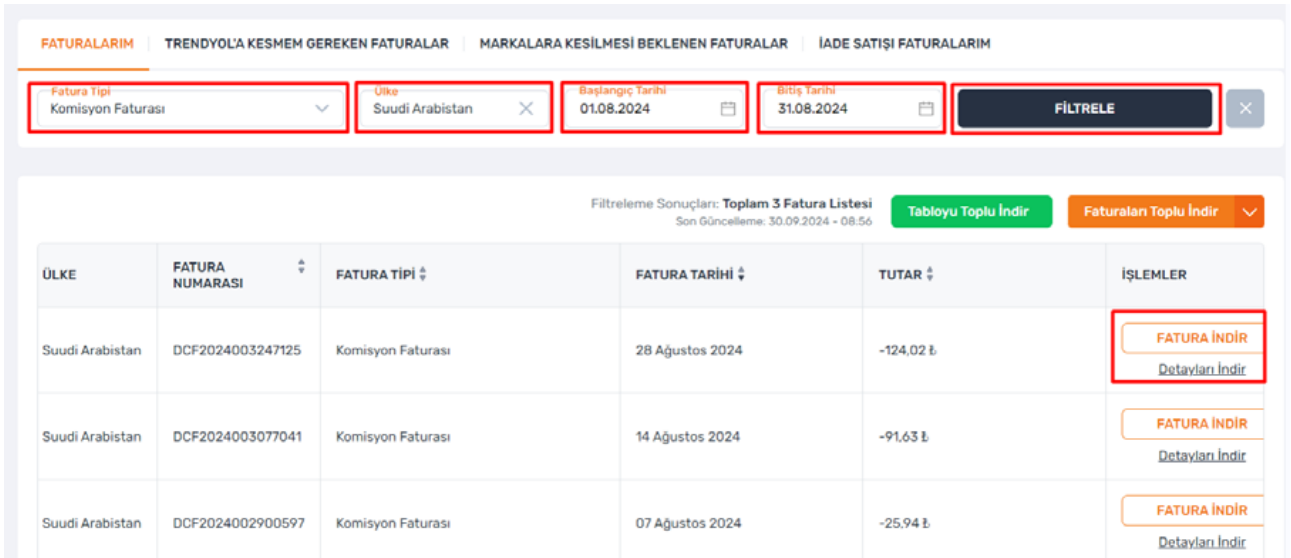 FATURALARIM TRENDYOL'A KESMEM GEREKEN FATURALAR MARKALARA KESİLMESİ BEKLENEN FATURALAR İADE SATIŞI FATURALARIM
Fatura Tipi Ülke Başlangıç Tarihi Bitiş Tarihi
Komisyon Faturası Suudi Arabistan 01.08.2024 31.08.2024 FİLTRELE
Filtreleme Sonuçları: Toplam 3 Fatura Listesi
Son Güncelleme: 30.09.2024 - 08:56
Tabloyu Toplu İndir Faturaları Toplu İndir
ÜLKE FATURA NUMARASI FATURA TİPİ FATURA TARİHİ TUTAR İŞLEMLER
Suudi Arabistan DCF2024003247125 Komisyon Faturası 28 Ağustos 2024 -124,02 ₺ FATURA İNDİR
Detayları İndir
Suudi Arabistan DCF2024003077041 Komisyon Faturası 14 Ağustos 2024 -91,63 ₺ FATURA İNDİR
Detayları İndir
Suudi Arabistan DCF2024002900597 Komisyon Faturası 07 Ağustos 2024 -25,94 ₺ FATURA İNDİR
Detayları İndir